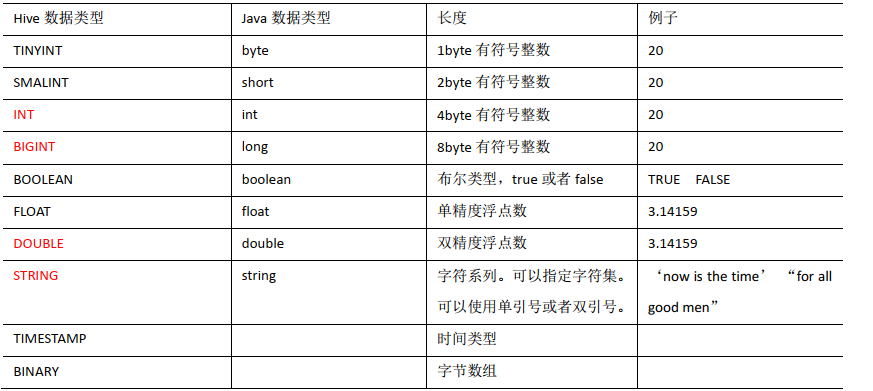 Hive 数据类型 Java 数据类型 长度 例子
TINYINT byte 1byte 有符号整数 20
SMALINT short 2byte 有符号整数 20
INT int 4byte 有符号整数 20
BIGINT long 8byte 有符号整数 20
BOOLEAN boolean 布尔类型，true 或者 false TRUE FALSE
FLOAT float 单精度浮点数 3.14159
DOUBLE double 双精度浮点数 3.14159
STRING string 字符系列。可以指定字符集。 ‘now is the time’ “for all
可以使用单引号或者双引号。 good men”
TIMESTAMP 时间类型
BINARY 字节数组